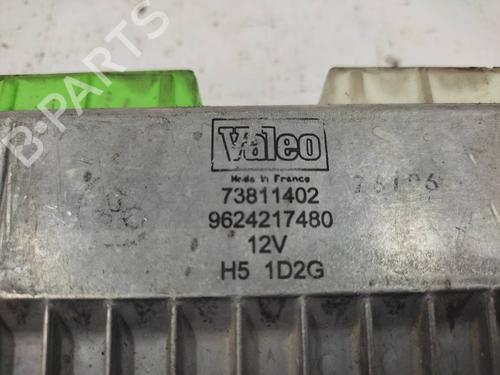 Valeo
Made in France
73811402
9624217480
12V
H5 1D2G
B-PARTS